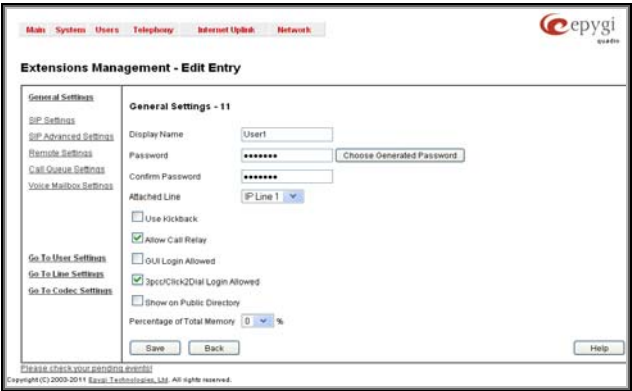 Main System Users Telephony Internet Uplink Network
epygi
quadro
Extensions Management - Edit Entry
General Settings
SIP Settings
SIP Advanced Settings
Remote Settings
Call Queue Settings
Voice Mailbox Settings
Go To User Settings
Go To Line Settings
Go To Codec Settings
General Settings - 11
Display Name User1
Password ••••••• Choose Generated Password
Confirm Password •••••••
Attached Line IP Line 1
Use Kickback
Allow Call Relay
GUI Login Allowed
3pcc/Click2Dial Login Allowed
Show on Public Directory
Percentage of Total Memory 0 %
Save Back Help
Please check your pending events!
Copyright (C) 2003-2011 Epygi Technologies, Ltd. All rights reserved.